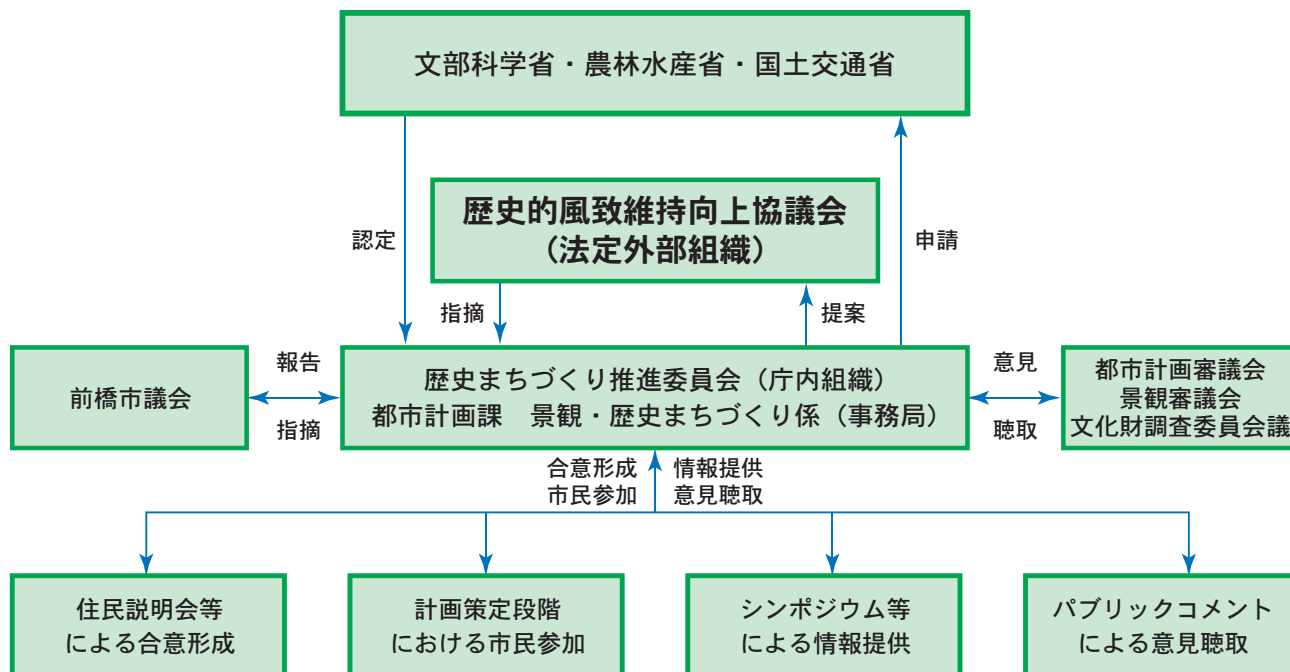 文部科学省・農林水産省・国土交通省
歴史的風致維持向上協議会
（法定外部組織）
認定
申請
指摘
提案
前橋市議会
報告
指摘
歴史まちづくり推進委員会（庁内組織）
都市計画課　景観・歴史まちづくり係（事務局）
意見
聴取
都市計画審議会
景観審議会
文化財調査委員会議
合意形成
市民参加
情報提供
意見聴取
住民説明会等
による合意形成
計画策定段階
における市民参加
シンポジウム等
による情報提供
パブリックコメント
による意見聴取